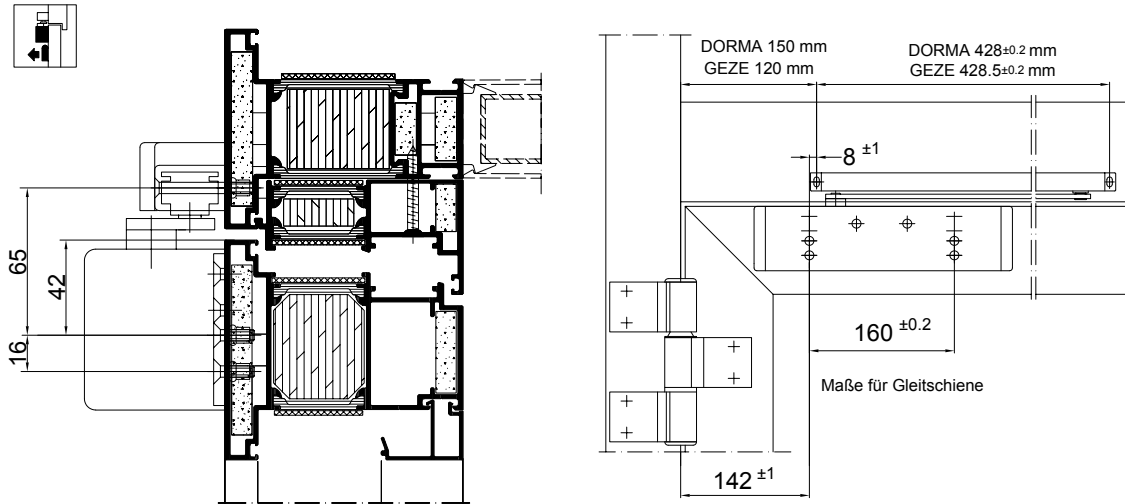 DORMA 150 mm
GEZE 120 mm
DORMA 428±0.2 mm
GEZE 428.5±0.2 mm
8 ±1
65
42
16
160 ±0.2
Maße für Gleitschiene
142 ±1